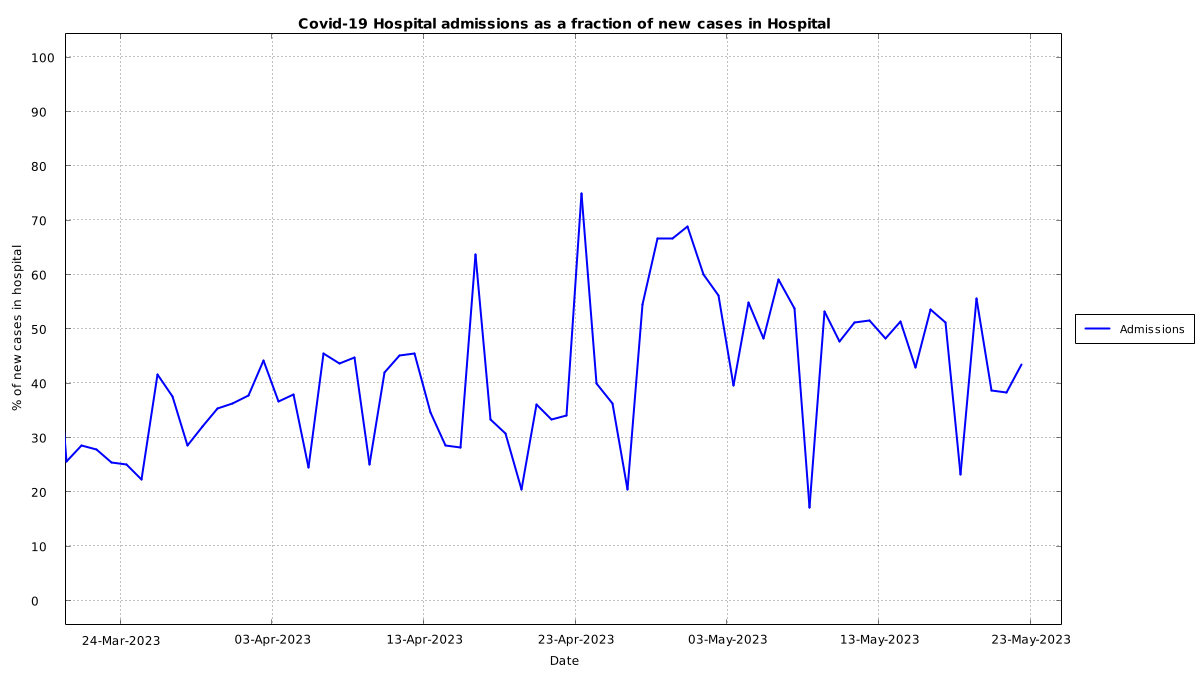 Covid-19 Hospital admissions as a fraction of new cases in Hospital
100
90
80
70
60
50
40
30
20
10
0
% of new cases in hospital
24-Mar-2023
03-Apr-2023
13-Apr-2023
23-Apr-2023
03-May-2023
13-May-2023
23-May-2023
Date
Admissions